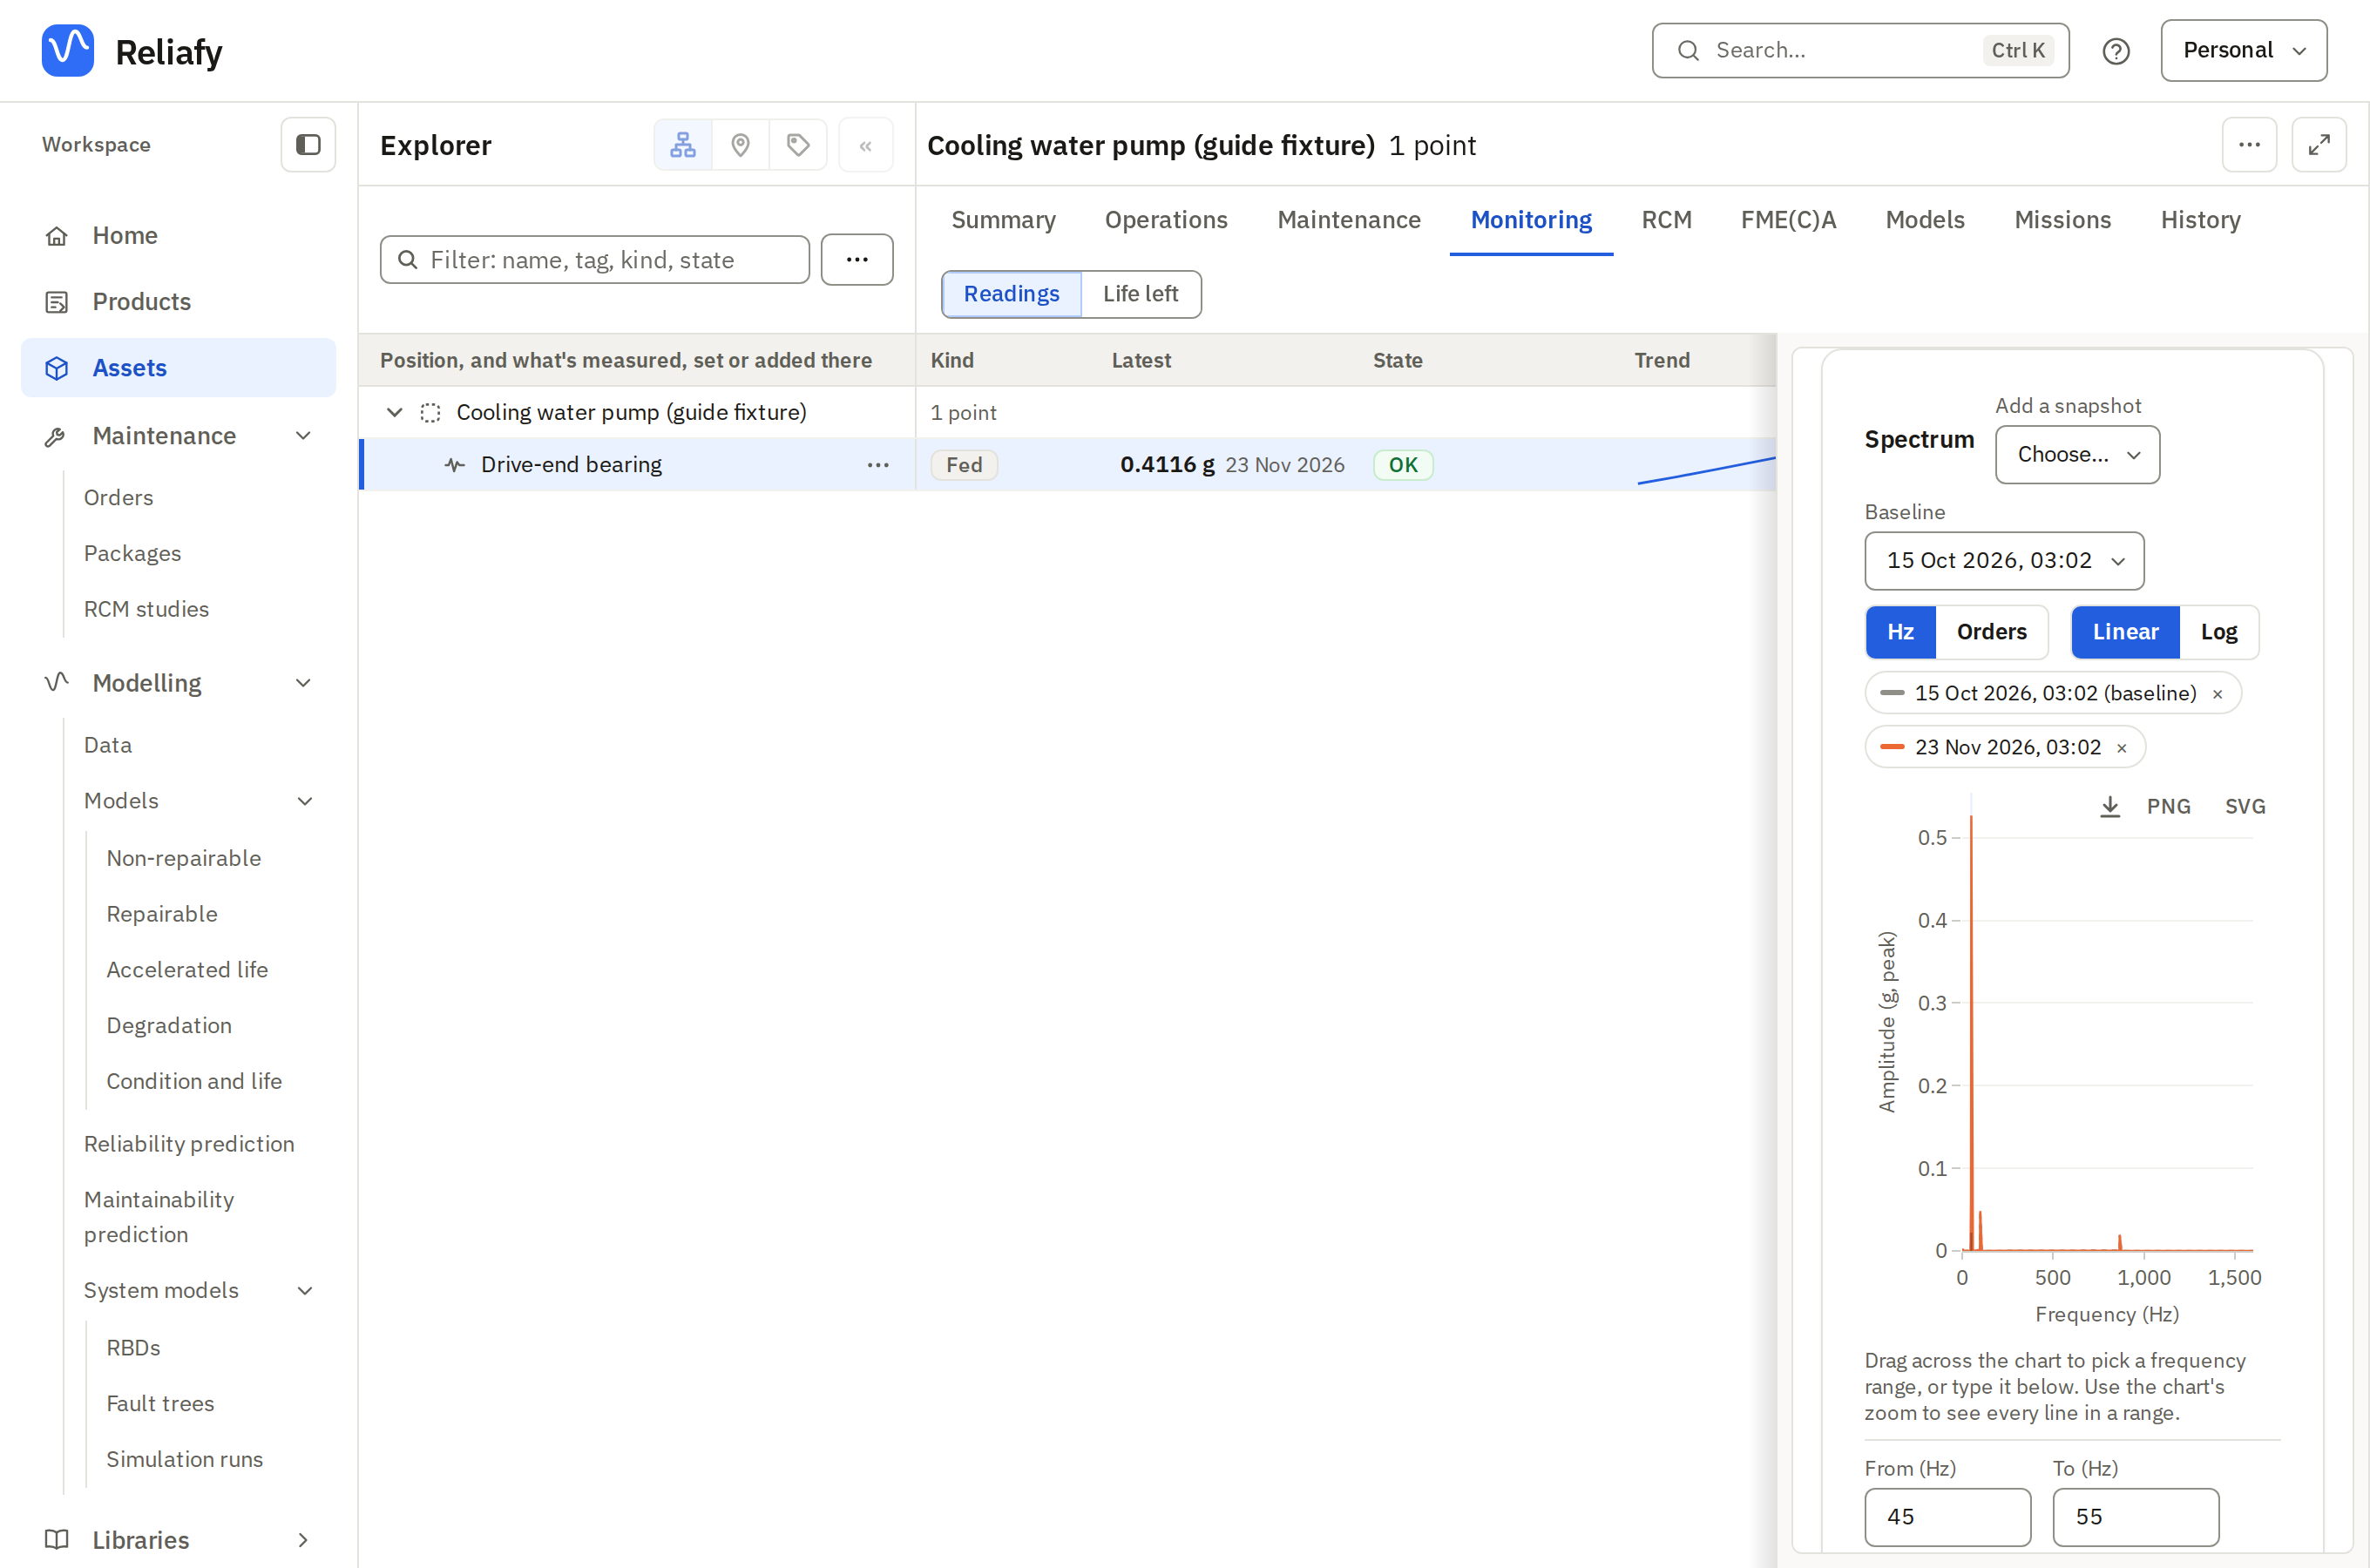 Reliafy
Search...
Ctrl K
Personal
Workspace
Home
Products
Assets
Maintenance
Orders
Packages
RCM studies
Modelling
Data
Models
Non-repairable
Repairable
Accelerated life
Degradation
Condition and life
Reliability prediction
Maintainability
prediction
System models
RBDs
Fault trees
Simulation runs
Libraries
Explorer
«
Filter: name, tag, kind, state
Cooling water pump (guide fixture) 1 point
Summary Operations Maintenance Monitoring RCM FME(C)A Models Missions History
Readings Life left
Position, and what's measured, set or added there Kind Latest State Trend
Cooling water pump (guide fixture) 1 point
Drive-end bearing Fed 0.4116 g 23 Nov 2026 OK
Spectrum
Add a snapshot
Choose...
Baseline
15 Oct 2026, 03:02
Hz Orders Linear Log
15 Oct 2026, 03:02 (baseline) ×
23 Nov 2026, 03:02 ×
PNG SVG
Amplitude (g, peak)
0.5
0.4
0.3
0.2
0.1
0
0 500 1,000 1,500
Frequency (Hz)
Drag across the chart to pick a frequency
range, or type it below. Use the chart's
zoom to see every line in a range.
From (Hz) To (Hz)
45 55